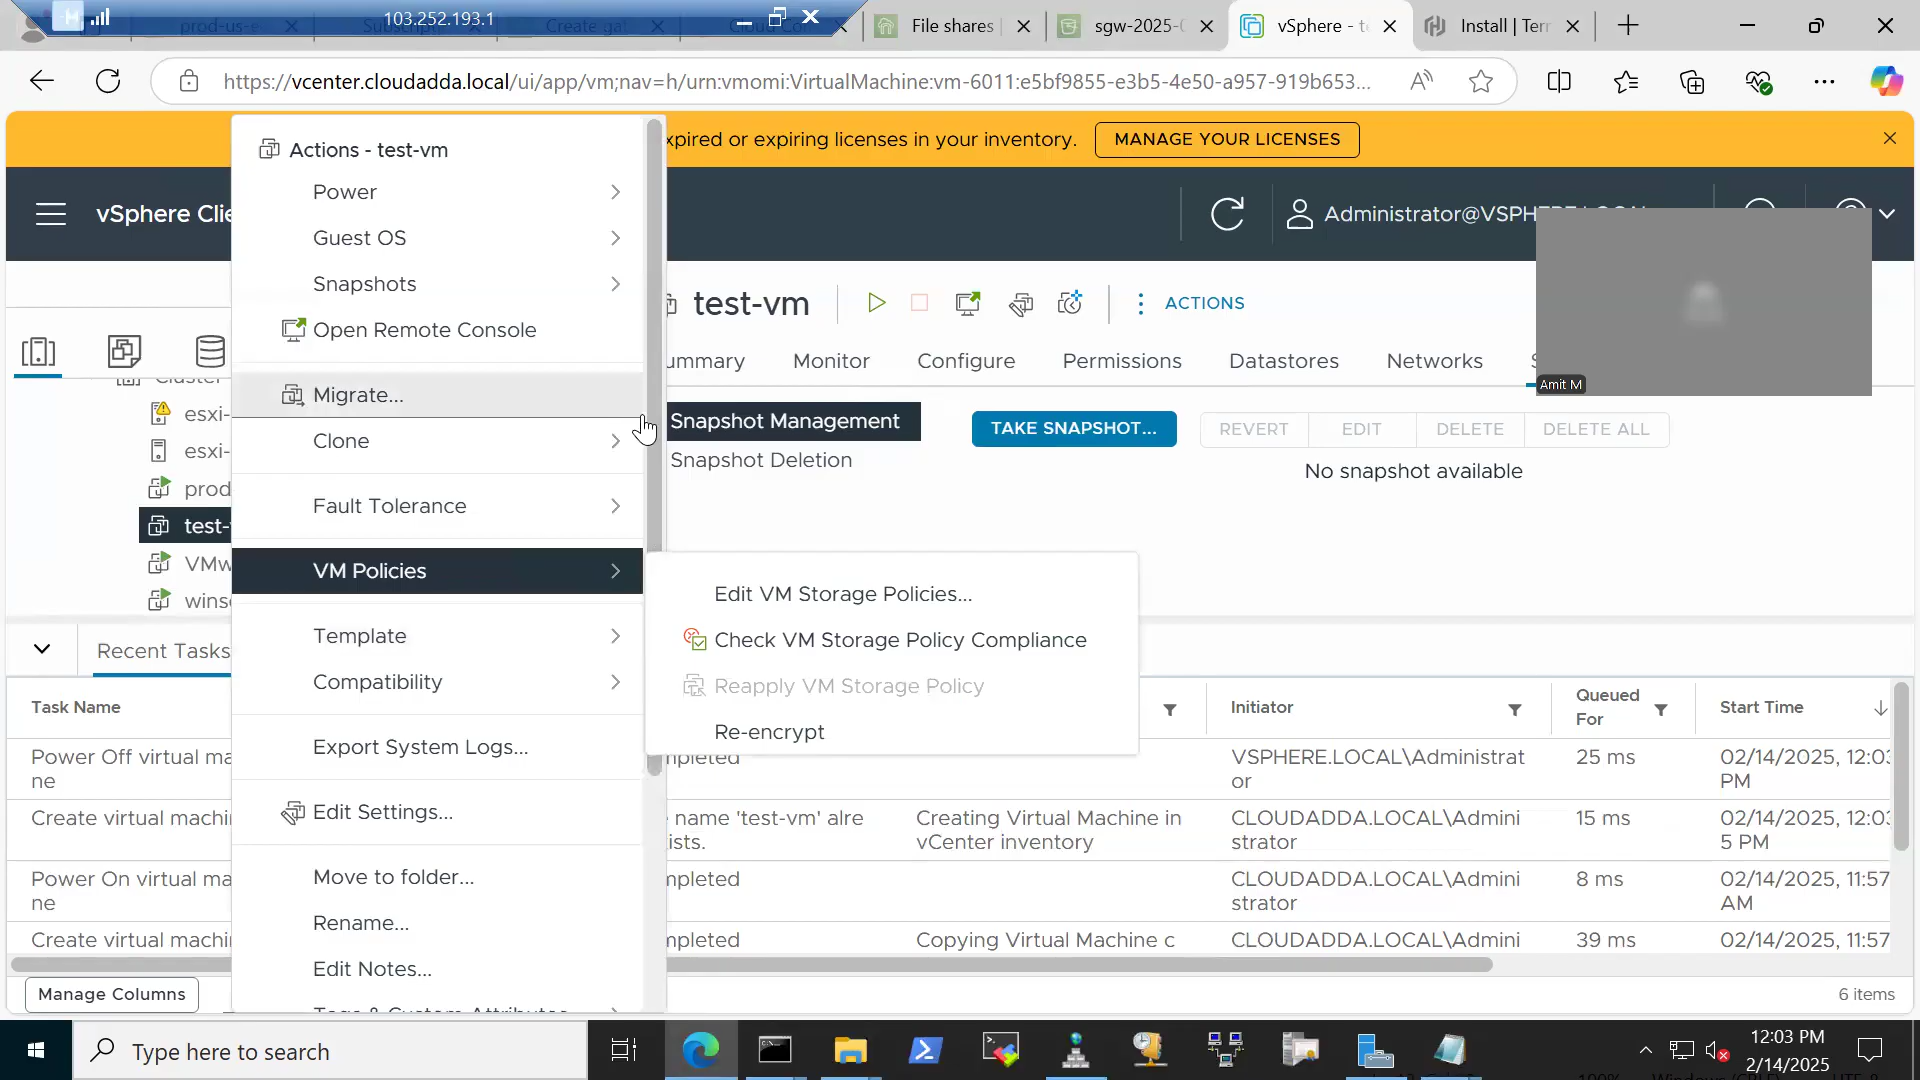 103.252.193.1
File shares
sgw-2025-0
vSphere - te
Install | Terr
https://vcenter.cloudadda.local/ui/app/vm;nav=h/urn:vmomi:VirtualMachine:vm-6011:e5bf9855-e3b5-4e50-a957-919b653...
xpired or expiring licenses in your inventory.
MANAGE YOUR LICENSES
vSphere Clie
Administrator@VSPHERE.LOCAL
Actions - test-vm
Power
Guest OS
Snapshots
Open Remote Console
Migrate...
Clone
Fault Tolerance
VM Policies
Template
Compatibility
Export System Logs...
Edit Settings...
Move to folder...
Rename...
Edit Notes...
Tags & Custom Attributes
Edit VM Storage Policies...
Check VM Storage Policy Compliance
Reapply VM Storage Policy
Re-encrypt
test-vm
ACTIONS
ummary
Monitor
Configure
Permissions
Datastores
Networks
Amit M
Snapshot Management
Snapshot Deletion
TAKE SNAPSHOT...
REVERT
EDIT
DELETE
DELETE ALL
No snapshot available
Cluster
esxi-
esxi-
prod
test-
VMw
winse
Recent Tasks
Task Name
Initiator
Queued For
Start Time
Power Off virtual machine
mpleted
VSPHERE.LOCAL\Administrator
25 ms
02/14/2025, 12:03
PM
Create virtual machi
name 'test-vm' alre
ists.
Creating Virtual Machine in
vCenter inventory
CLOUDADDA.LOCAL\Admini
strator
15 ms
02/14/2025, 12:03
5 PM
Power On virtual ma
ne
mpleted
CLOUDADDA.LOCAL\Admini
strator
8 ms
02/14/2025, 11:57
AM
Create virtual machi
mpleted
Copying Virtual Machine c
CLOUDADDA.LOCAL\Admini
39 ms
02/14/2025, 11:57
Manage Columns
6 items
Type here to search
12:03 PM
2/14/2025